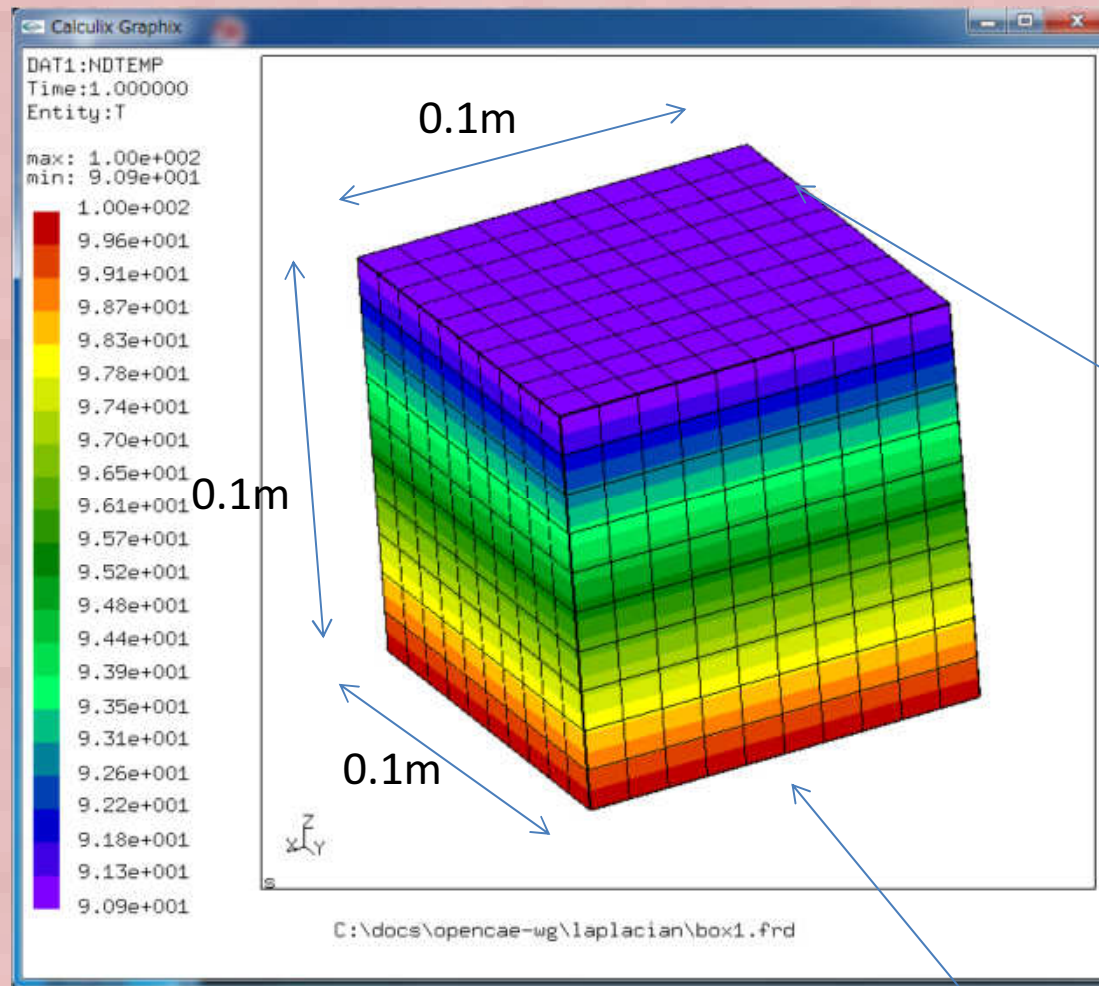 Calculix Graphix
DAT1:NDTEMP
Time:1.000000
Entity:T
max: 1.00e+002
min: 9.09e+001
1.00e+002
9.96e+001
9.91e+001
9.87e+001
9.83e+001
9.78e+001
9.74e+001
9.70e+001
9.65e+001
9.61e+001
9.57e+001
9.52e+001
9.48e+001
9.44e+001
9.39e+001
9.35e+001
9.31e+001
9.26e+001
9.22e+001
9.18e+001
9.13e+001
9.09e+001
0.1m
0.1m
0.1m
Z
X Y
s
C:\docs\opencae-wg\laplacian\box1.frd